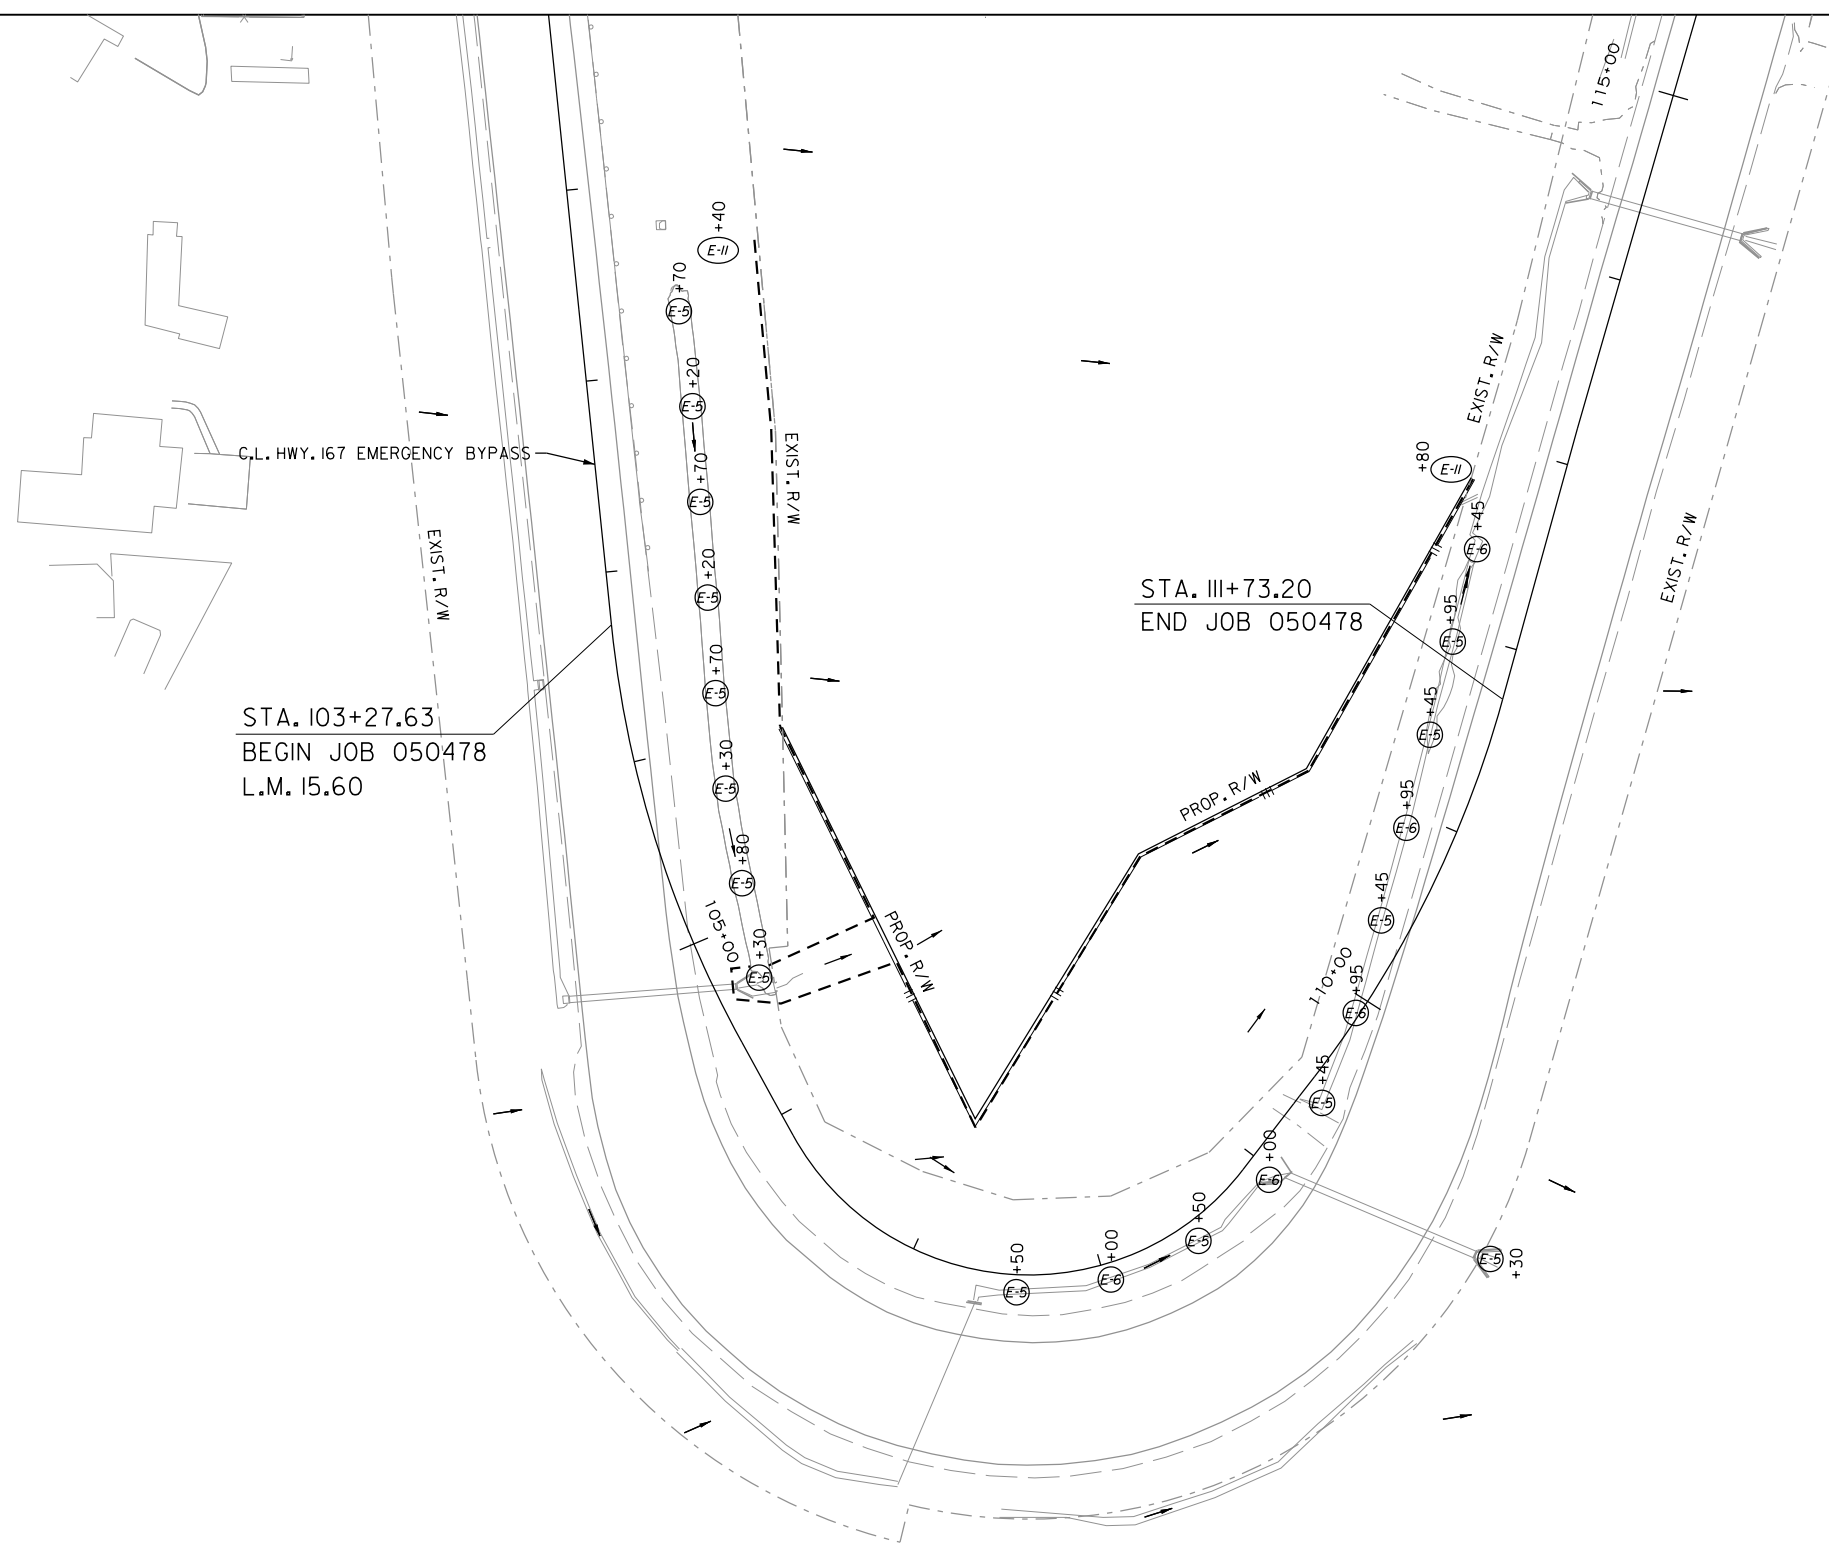 115+00
+40
E-11
+70
E-5
+20
E-5
+70
E-5
+20
E-5
+70
E-5
+30
E-5
+80
E-5
+30
E-5
105+00
EXIST. R/W
EXIST. R/W
C.L. HWY. 167 EMERGENCY BYPASS
STA. 103+27.63
BEGIN JOB 050478
L.M. 15.60
PROP. R/W
PROP. R/W
STA. 111+73.20
END JOB 050478
EXIST. R/W
EXIST. R/W
+80
E-11
+45
E-6
+95
E-5
+45
E-5
+95
E-6
+45
E-5
110+00
+95
E-6
+45
E-5
+00
E-6
+50
E-5
+00
E-6
+50
E-5
E-5
+30